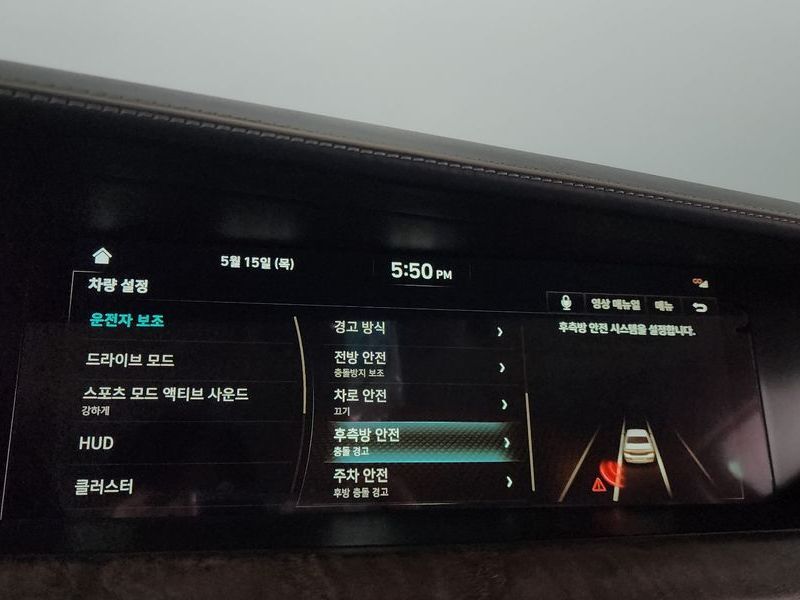 5월 15일 (목)
5:50 PM
차량 설정
영상 매뉴얼
메뉴
운전자 보조
드라이브 모드
스포츠 모드 액티브 사운드
강하게
HUD
클러스터
경고 방식
전방 안전
충돌방지 보조
차로 안전
끄기
후측방 안전
충돌 경고
주차 안전
후방 충돌 경고
후측방 안전 시스템을 설정합니다.